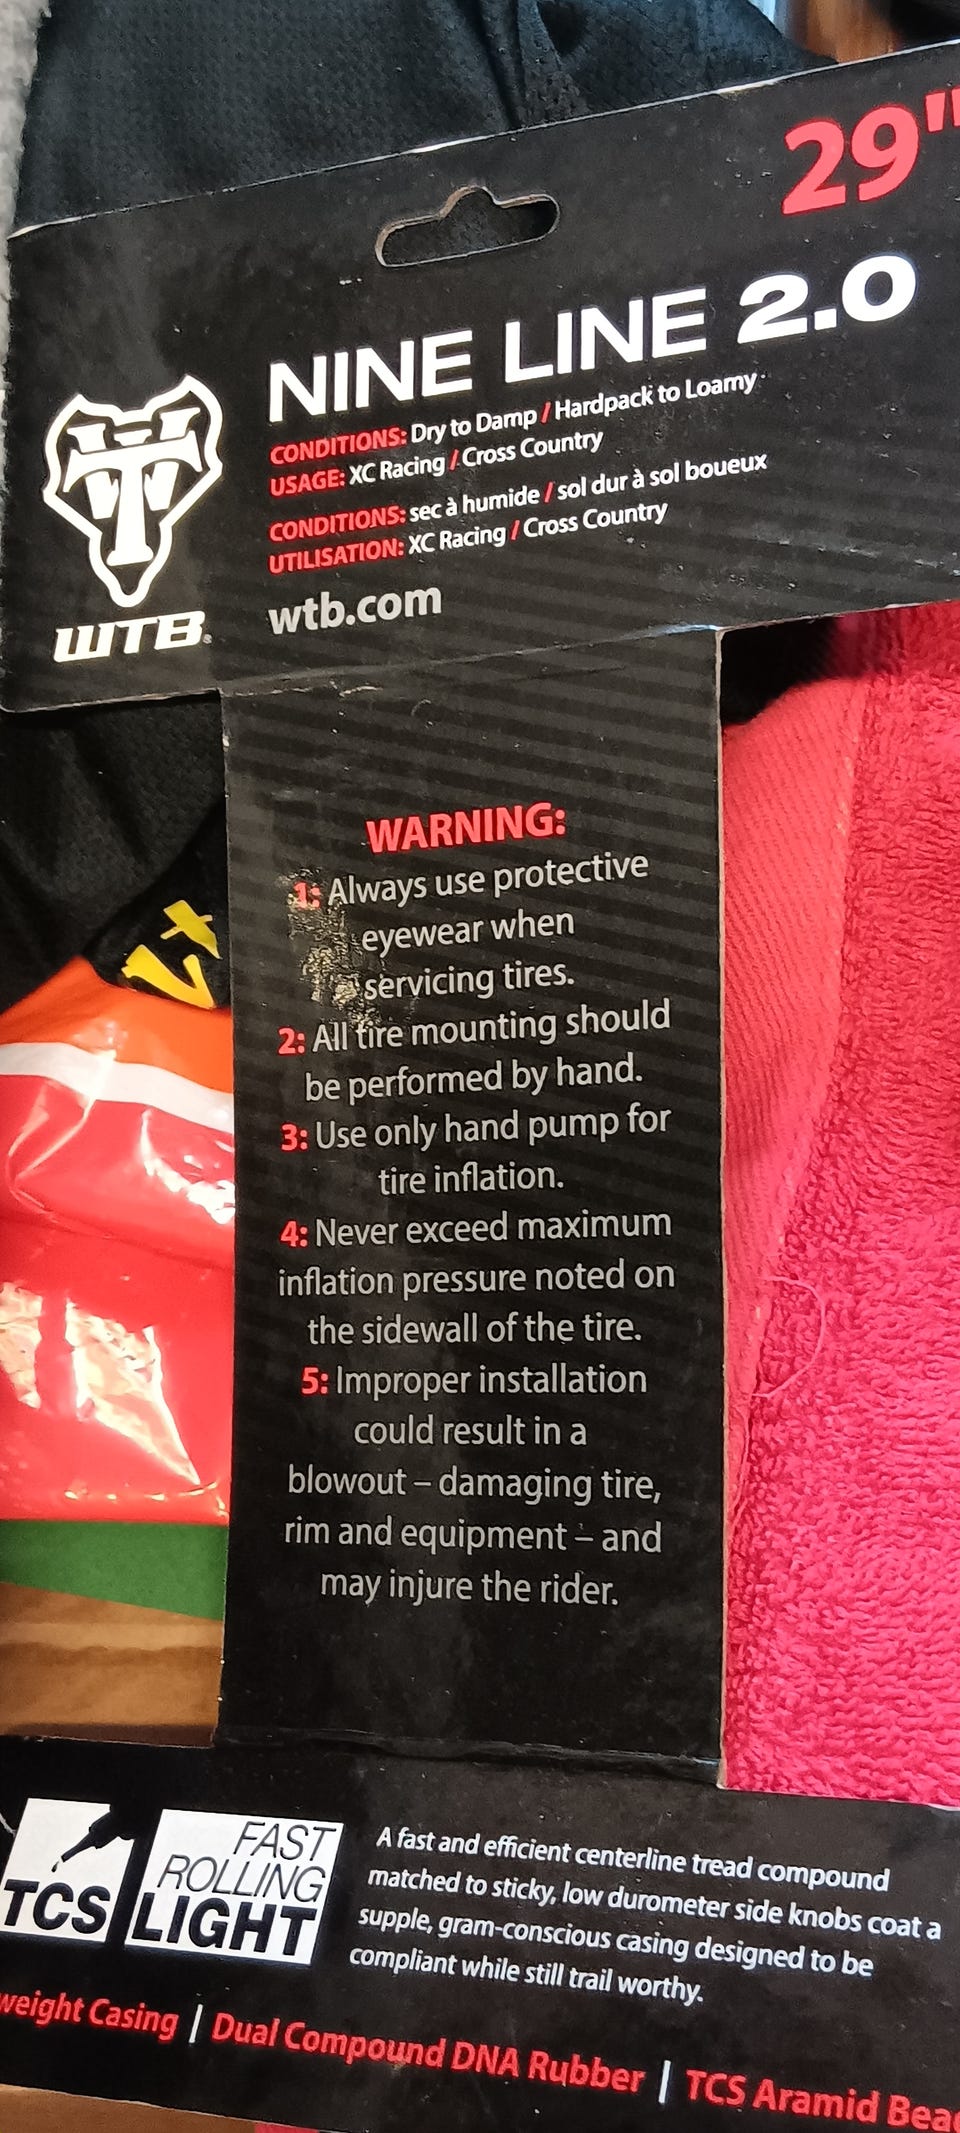 29"
NINE LINE 2.0
CONDITIONS: Dry to Damp / Hardpack to Loamy
USAGE: XC Racing / Cross Country
CONDITIONS: sec à humide / sol dur à sol boueux
UTILISATION: XC Racing / Cross Country
wtb.com
WTB
WARNING:
1: Always use protective
eyewear when
servicing tires.
2: All tire mounting should
be performed by hand.
3: Use only hand pump for
tire inflation.
4: Never exceed maximum
inflation pressure noted on
the sidewall of the tire.
5: Improper installation
could result in a
blowout – damaging tire,
rim and equipment – and
may injure the rider.
TCS
FAST
ROLLING
LIGHT
A fast and efficient centerline tread compound
matched to sticky, low durometer side knobs coat a
supple, gram-conscious casing designed to be
compliant while still trail worthy.
weight Casing | Dual Compound DNA Rubber | TCS Aramid Bea